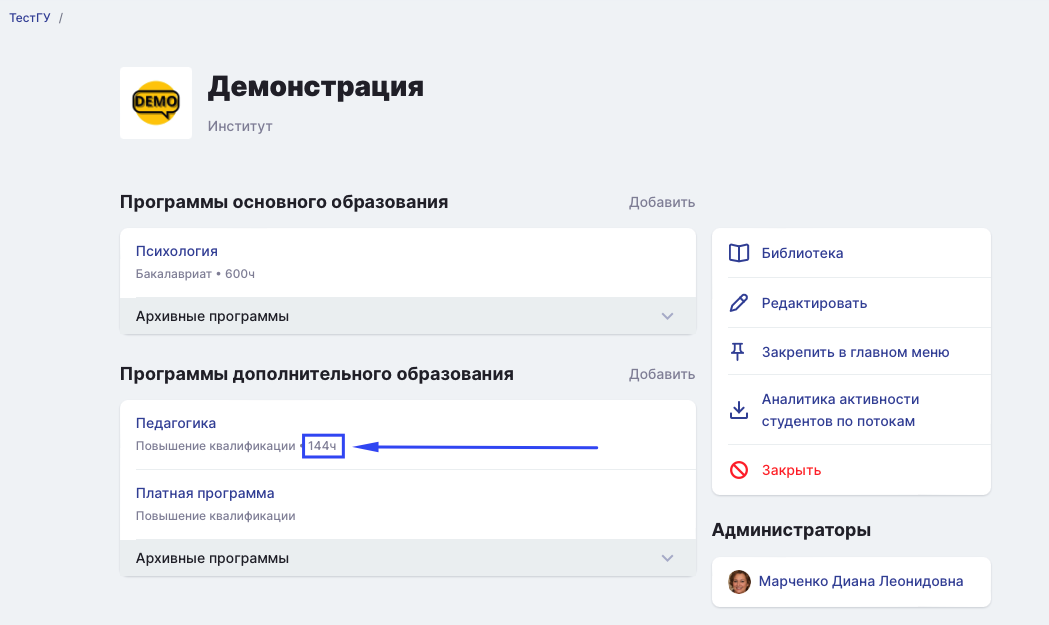 ТестГУ /
DEMO
Демонстрация
Институт
Программы основного образования
Добавить
Психология
Бакалавриат • 600ч
Архивные программы
Программы дополнительного образования
Добавить
Педагогика
Повышение квалификации • 144ч
Платная программа
Повышение квалификации
Архивные программы
Библиотека
Редактировать
Закрепить в главном меню
Аналитика активности
студентов по потокам
Закрыть
Администраторы
Марченко Диана Леонидовна